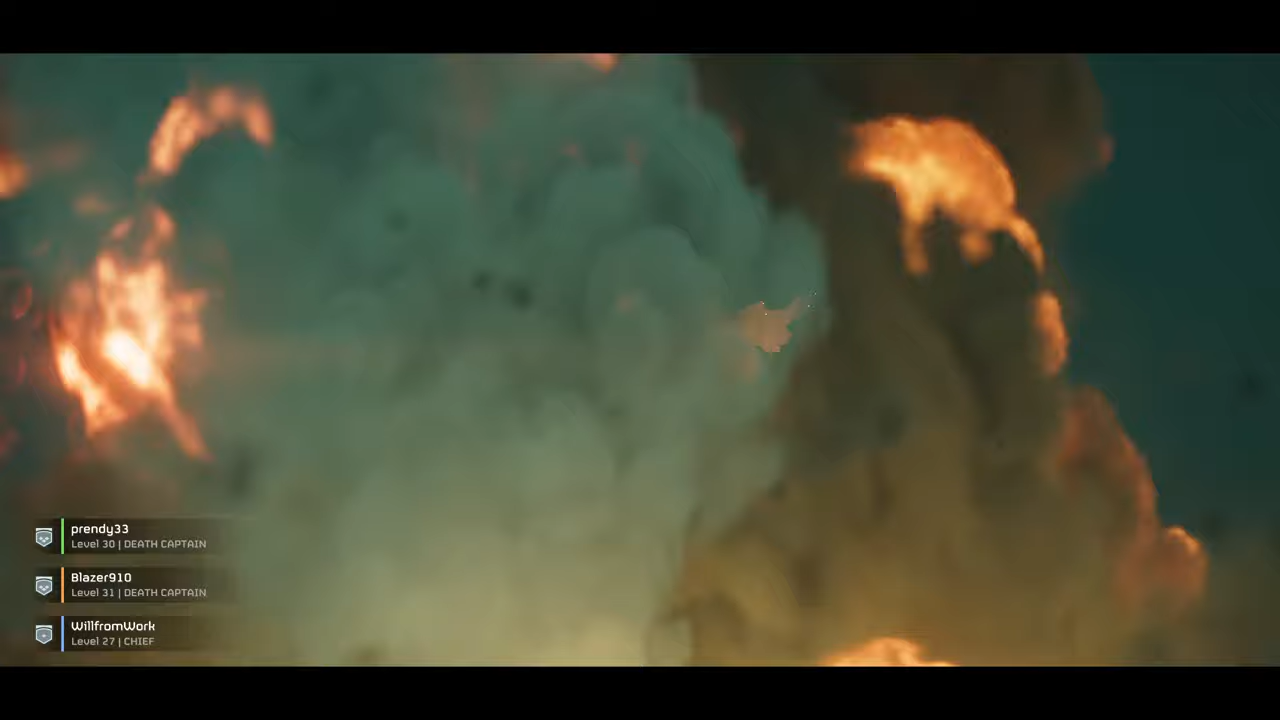 prendy33
Level 30 | DEATH CAPTAIN
Blazer910
Level 31 | DEATH CAPTAIN
WillfromWork
Level 27 | CHIEF